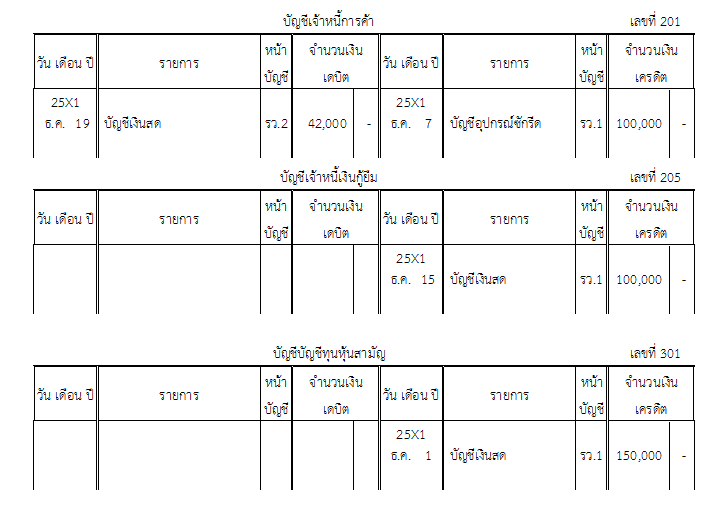 บัญชีเจ้าหนี้การค้า เลขที่ 201
วัน เดือน ปี รายการ หน้าบัญชี จำนวนเงิน เดบิต วัน เดือน ปี รายการ หน้าบัญชี จำนวนเงิน เครดิต
25X1 25X1
ธ.ค. 19 บัญชีเงินสด รว.2 42,000 - ธ.ค. 7 บัญชีอุปกรณ์ซักรีด รว.1 100,000 -
บัญชีเจ้าหนี้เงินกู้ยืม เลขที่ 205
วัน เดือน ปี รายการ หน้าบัญชี จำนวนเงิน เดบิต วัน เดือน ปี รายการ หน้าบัญชี จำนวนเงิน เครดิต
25X1
ธ.ค. 15 บัญชีเงินสด รว.1 100,000 -
บัญชีบัญชีทุนหุ้นสามัญ เลขที่ 301
วัน เดือน ปี รายการ หน้าบัญชี จำนวนเงิน เดบิต วัน เดือน ปี รายการ หน้าบัญชี จำนวนเงิน เครดิต
25X1
ธ.ค. 1 บัญชีเงินสด รว.1 150,000 -